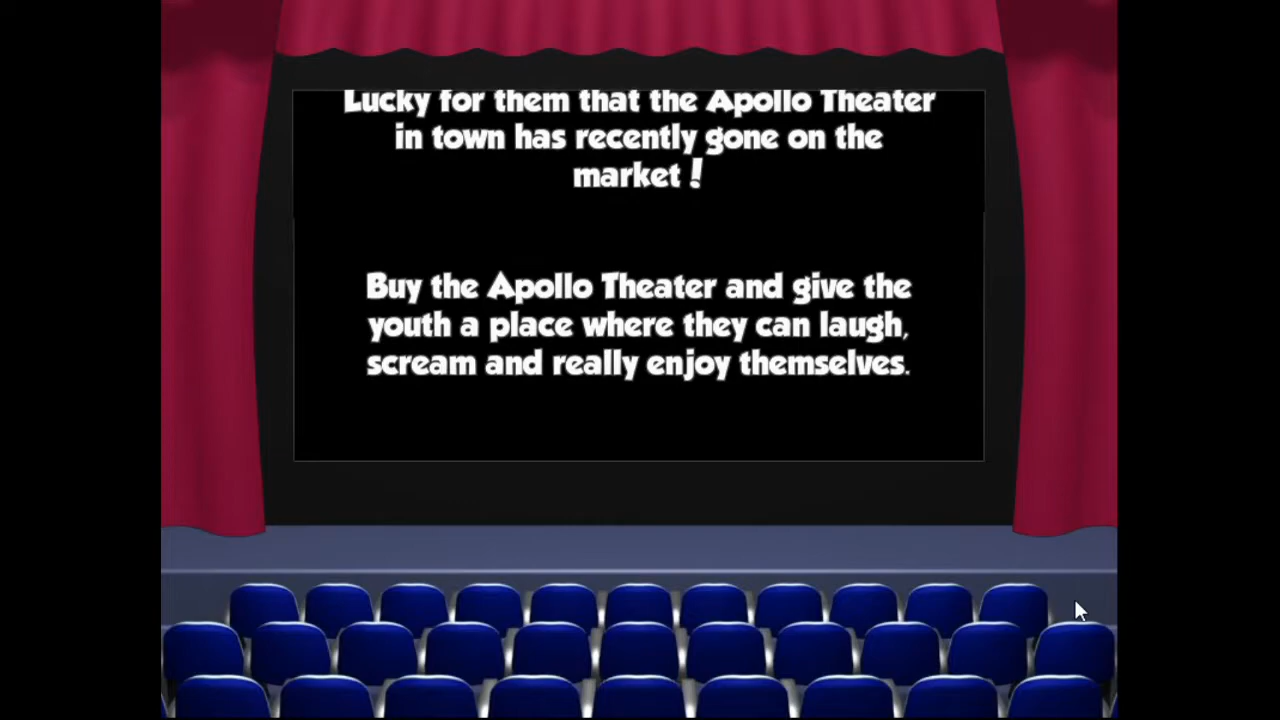 Lucky for them that the Apollo Theater
in town has recently gone on the
market!
Buy the Apollo Theater and give the
youth a place where they can laugh,
scream and really enjoy themselves.